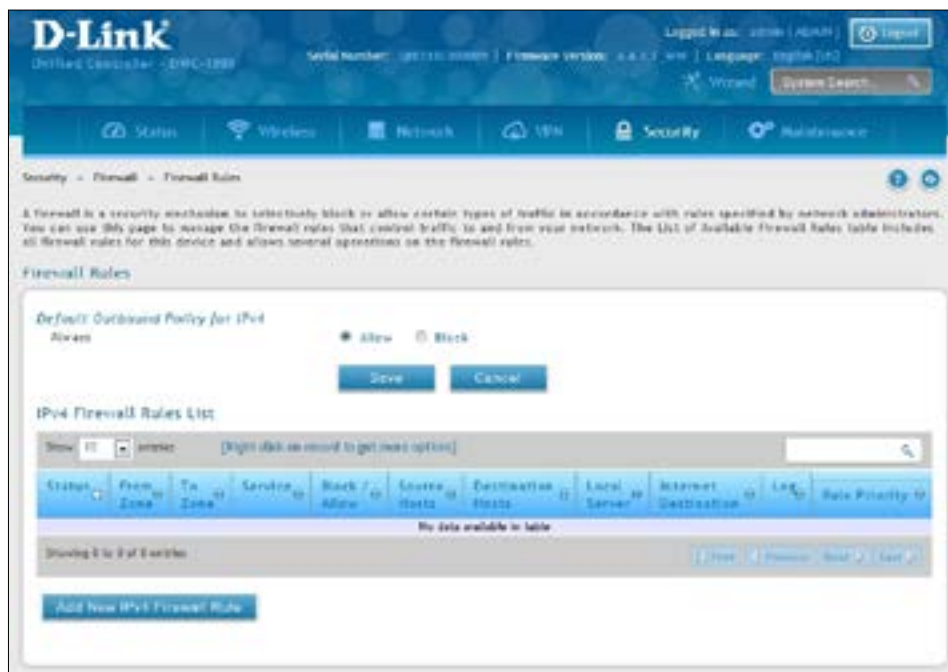 D-Link
Logged in as: admin ( ADMIN )
Logout
Unified Controller - DWC-1000
Serial Number:
Firmware Version:
Language: English [US]
Wizard
System Search...
Status
Wireless
Network
VPN
Security
Maintenance
Security » Firewall » Firewall Rules
A firewall is a security mechanism to selectively block or allow certain types of traffic in accordance with rules specified by network administrators.
You can use this page to manage the firewall rules that control traffic to and from your network. The List of Available Firewall Rules table includes
all firewall rules for this device and allows several operations on the firewall rules.
Firewall Rules
Default Outbound Policy for IPv4
Always
Allow
Block
Save
Cancel
IPv4 Firewall Rules List
Show 10 entries
[Right click on record to get more options]
Status
From Zone
To Zone
Service
Block / Allow
Source Hosts
Destination Hosts
Local Server
Internet Destination
Log
Rule Priority
No data available in table
Showing 0 to 0 of 0 entries
First
Previous
Next
Last
Add New IPv4 Firewall Rule